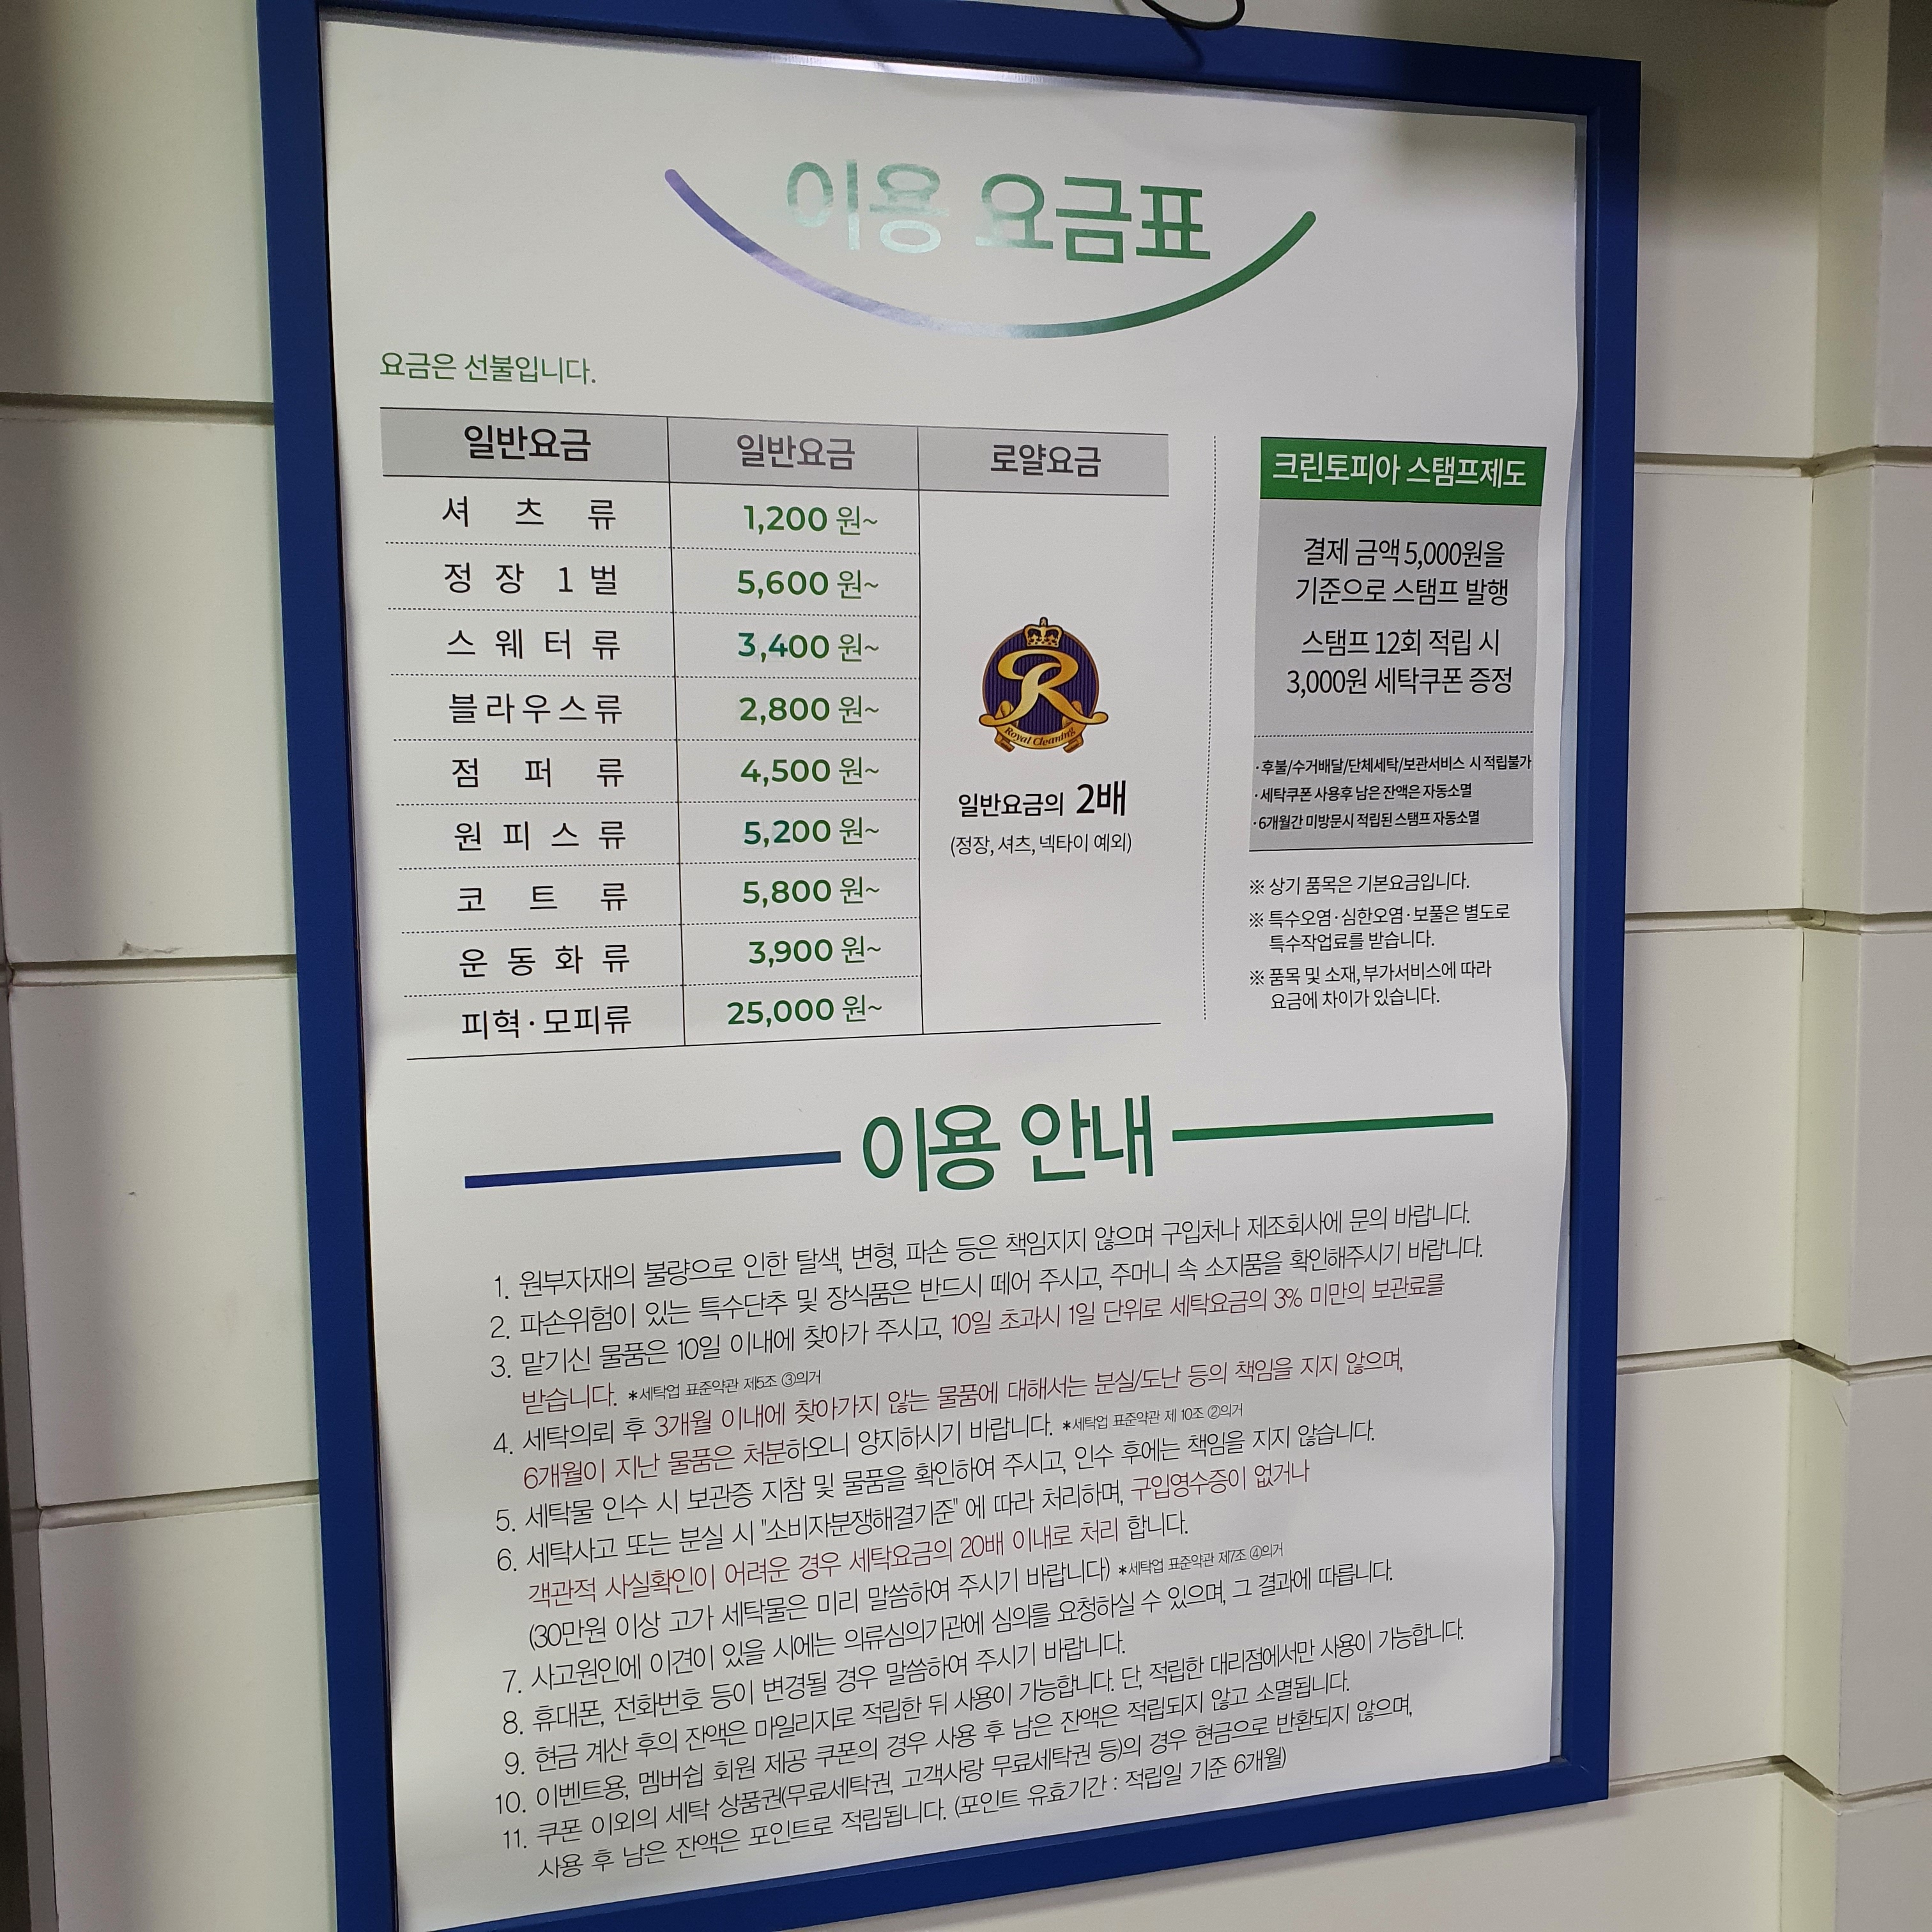 이용 요금표
요금은 선불입니다.
일반요금 일반요금 로얄요금
셔 츠 류 1,200 원~
정 장 1 벌 5,600 원~
스 웨 터 류 3,400 원~
블라우스류 2,800 원~
점 퍼 류 4,500 원~
원 피 스 류 5,200 원~
코 트 류 5,800 원~
운 동 화 류 3,900 원~
피혁·모피류 25,000 원~
R
Royal Cleaning
일반요금의 2배
(정장, 셔츠, 넥타이 예외)
크린토피아 스탬프제도
결제 금액 5,000원을
기준으로 스탬프 발행
스탬프 12회 적립 시
3,000원 세탁쿠폰 증정
·후불/수거배달/단체세탁/보관서비스 시 적립불가
·세탁쿠폰 사용후 남은 잔액은 자동소멸
·6개월간 미방문시 적립된 스탬프 자동소멸
※ 상기 품목은 기본요금입니다.
※ 특수오염·심한오염·보풀은 별도로
특수작업료를 받습니다.
※ 품목 및 소재, 부가서비스에 따라
요금에 차이가 있습니다.
이용 안내
1. 원부자재의 불량으로 인한 탈색, 변형, 파손 등은 책임지지 않으며 구입처나 제조회사에 문의 바랍니다.
2. 파손위험이 있는 특수단추 및 장식품은 반드시 떼어 주시고, 주머니 속 소지품을 확인해주시기 바랍니다.
3. 맡기신 물품은 10일 이내에 찾아가 주시고, 10일 초과시 1일 단위로 세탁요금의 3% 미만의 보관료를
받습니다. *세탁업 표준약관 제5조 ③의거
4. 세탁의뢰 후 3개월 이내에 찾아가지 않는 물품에 대해서는 분실/도난 등의 책임을 지지 않으며,
6개월이 지난 물품은 처분하오니 양지하시기 바랍니다. *세탁업 표준약관 제 10조 ②의거
5. 세탁물 인수 시 보관증 지참 및 물품을 확인하여 주시고, 인수 후에는 책임을 지지 않습니다.
6. 세탁사고 또는 분실 시 "소비자분쟁해결기준" 에 따라 처리하며, 구입영수증이 없거나
객관적 사실확인이 어려운 경우 세탁요금의 20배 이내로 처리 합니다.
(30만원 이상 고가 세탁물은 미리 말씀하여 주시기 바랍니다) *세탁업 표준약관 제7조 ④의거
7. 사고원인에 이견이 있을 시에는 의류심의기관에 심의를 요청하실 수 있으며, 그 결과에 따릅니다.
8. 휴대폰, 전화번호 등이 변경될 경우 말씀하여 주시기 바랍니다.
9. 현금 계산 후의 잔액은 마일리지로 적립한 뒤 사용이 가능합니다. 단, 적립한 대리점에서만 사용이 가능합니다.
10. 이벤트용, 멤버쉽 회원 제공 쿠폰의 경우 사용 후 남은 잔액은 적립되지 않고 소멸됩니다.
11. 쿠폰 이외의 세탁 상품권(무료세탁권, 고객사랑 무료세탁권 등)의 경우 현금으로 반환되지 않으며,
사용 후 남은 잔액은 포인트로 적립됩니다. (포인트 유효기간 : 적립일 기준 6개월)